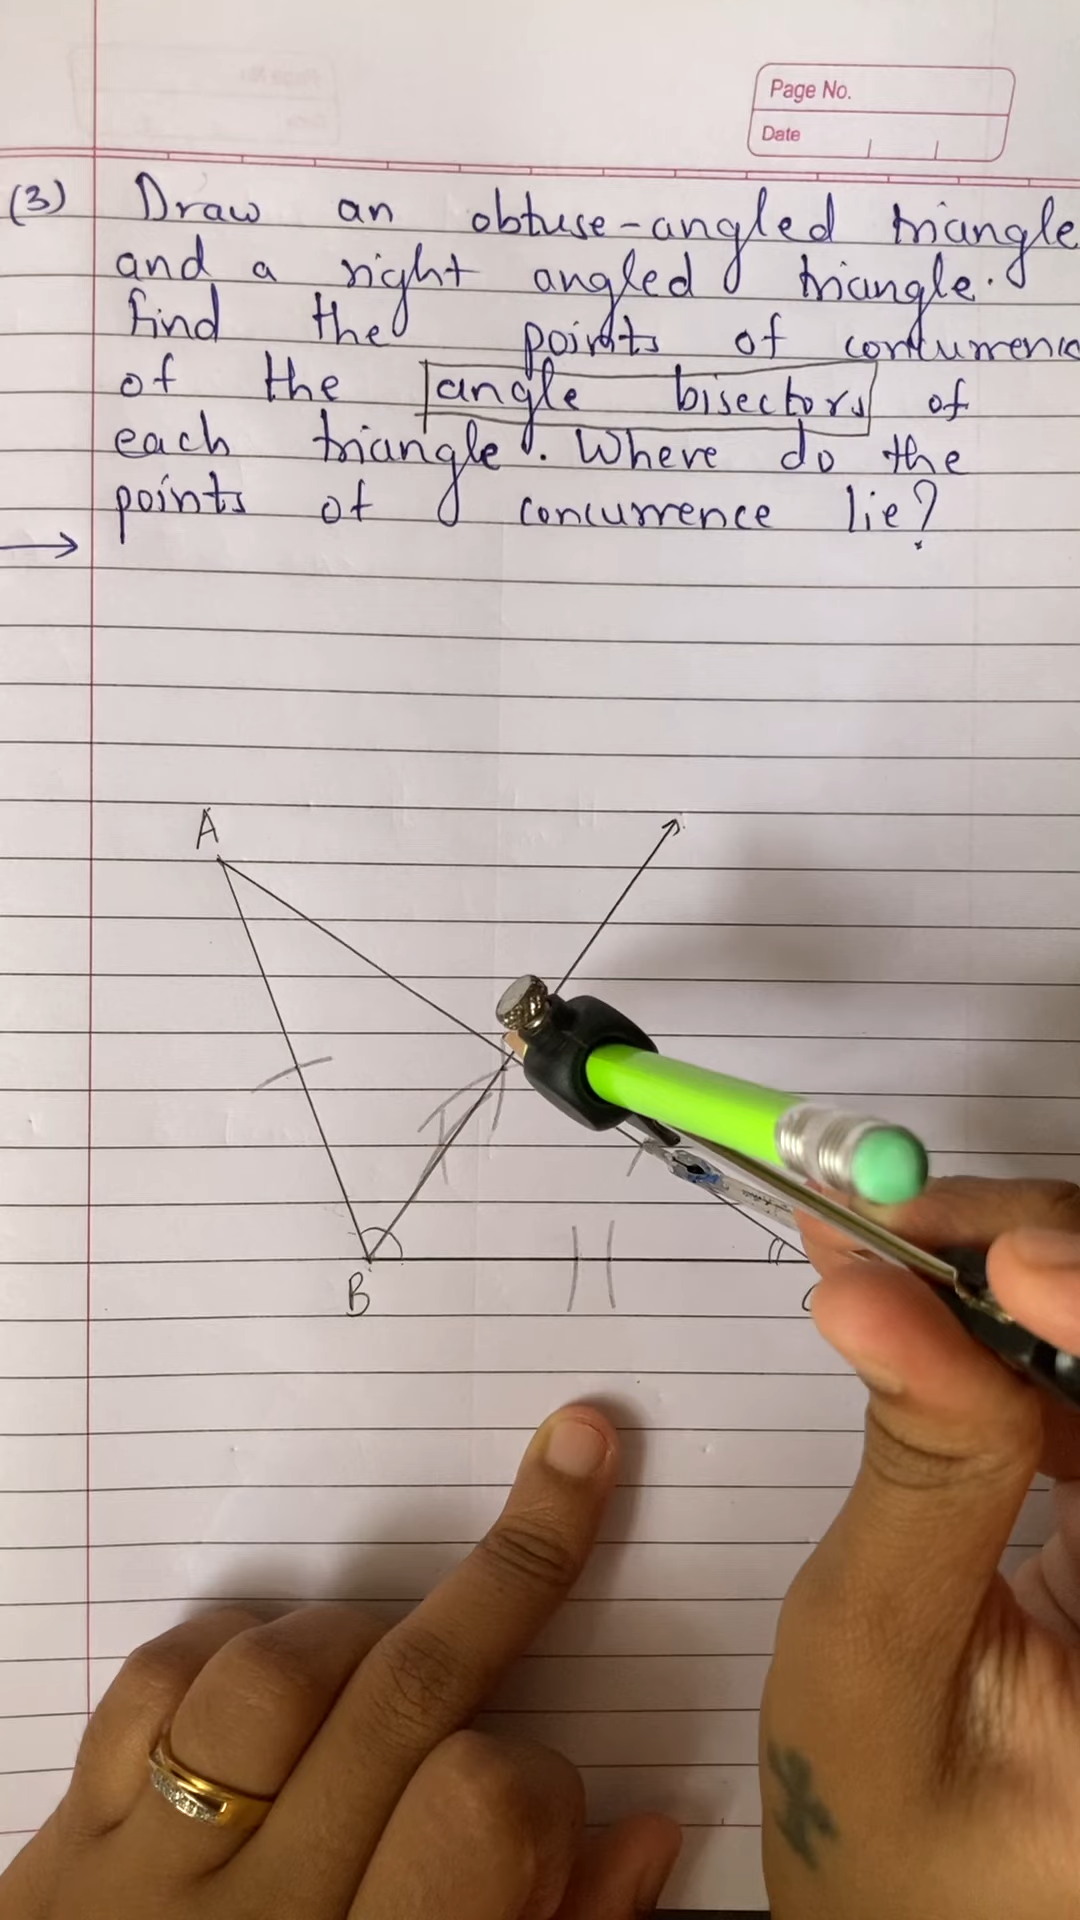 Page No.
Date
(3) Draw an obtuse-angled triangle
and a right angled triangle.
find the points of concurrenc
of the angle bisectors of
each triangle. Where do the
points of concurrence lie?
A
B